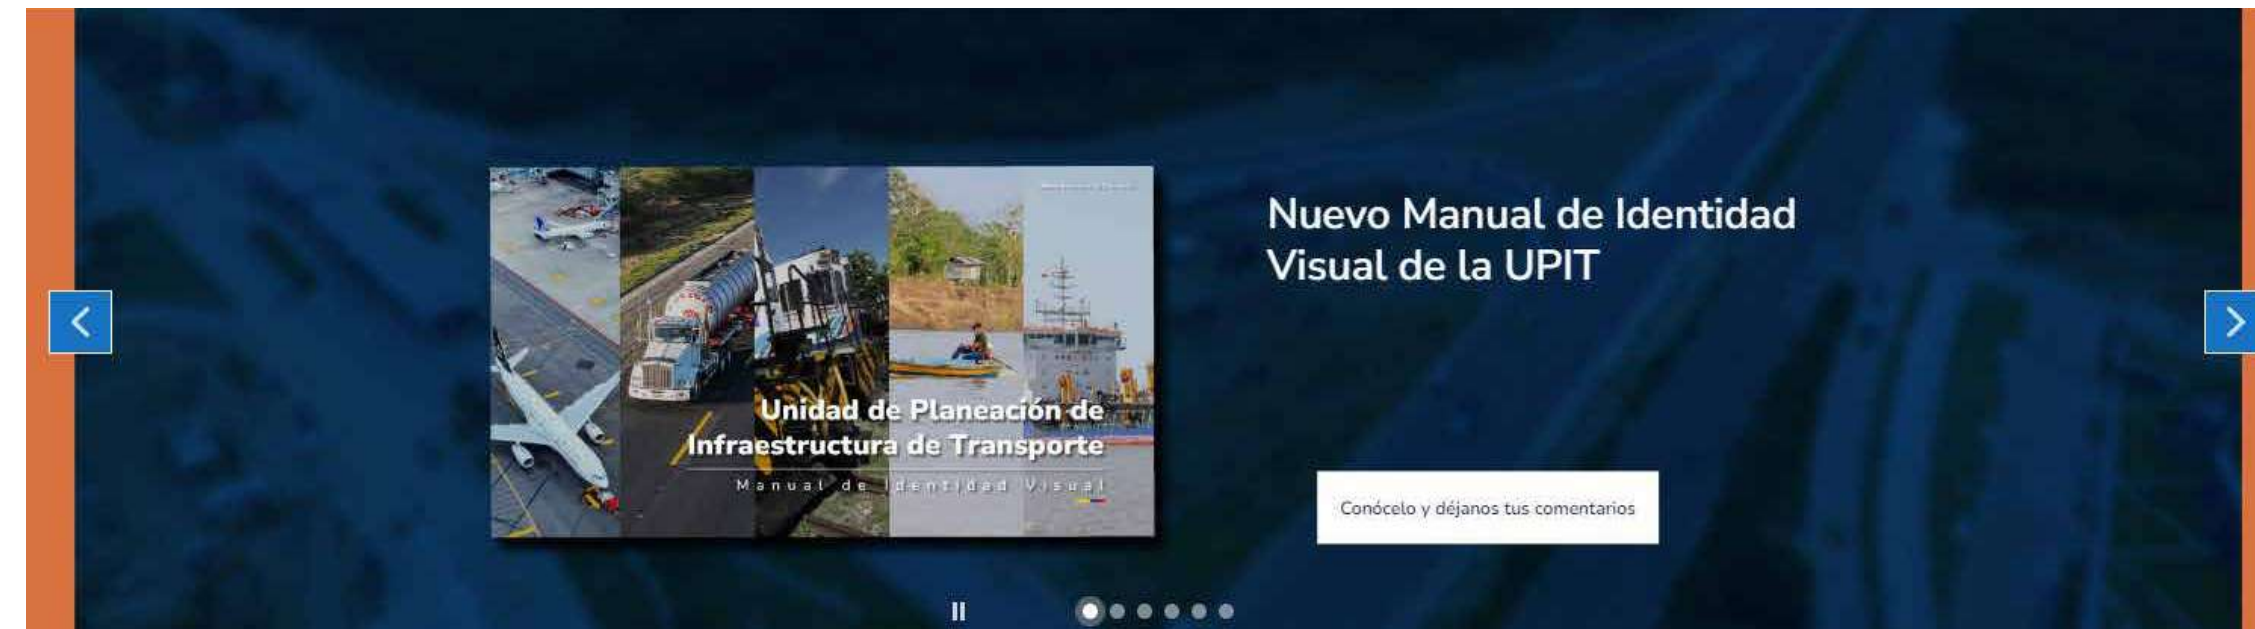 Nuevo Manual de Identidad
Visual de la UPIT
Unidad de Planeación de
Infraestructura de Transporte
Manual de Identidad Visual
Conócelo y déjanos tus comentarios